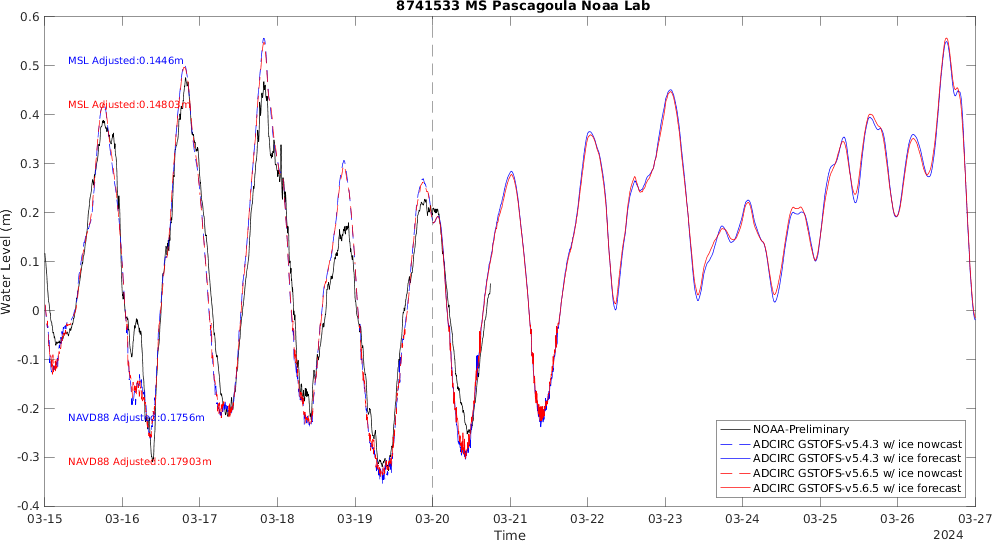 8741533 MS Pascagoula Noaa Lab
0.6
0.5
0.4
0.3
0.2
0.1
0
-0.1
-0.2
-0.3
-0.4
Water Level (m)
MSL Adjusted:0.1446m
MSL Adjusted:0.14803m
NAVD88 Adjusted:0.1756m
NAVD88 Adjusted:0.17903m
NOAA-Preliminary
ADCIRC GSTOFS-v5.4.3 w/ ice nowcast
ADCIRC GSTOFS-v5.4.3 w/ ice forecast
ADCIRC GSTOFS-v5.6.5 w/ ice nowcast
ADCIRC GSTOFS-v5.6.5 w/ ice forecast
03-15 03-16 03-17 03-18 03-19 03-20 03-21 03-22 03-23 03-24 03-25 03-26 03-27
Time
2024